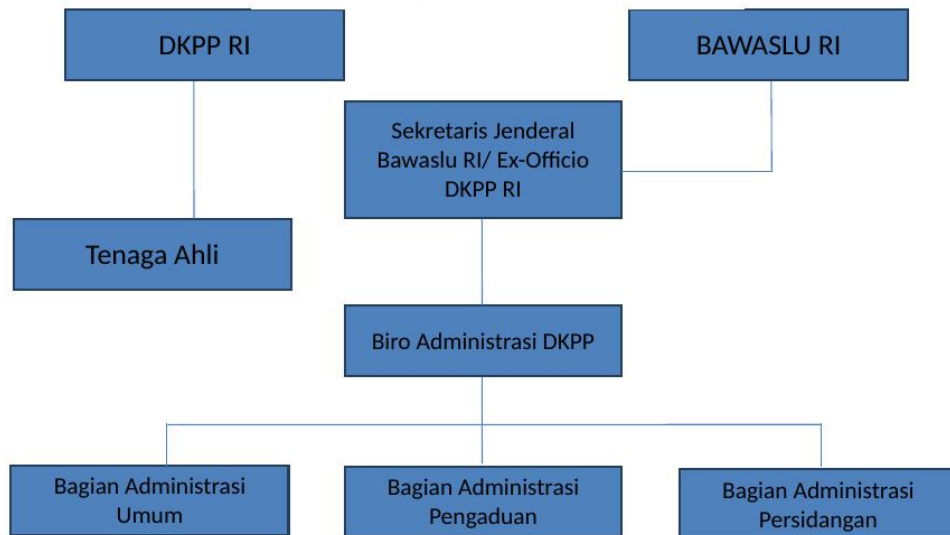 DKPP RI
BAWASLU RI
Sekretaris Jenderal
Bawaslu RI/ Ex-Officio
DKPP RI
Tenaga Ahli
Biro Administrasi DKPP
Bagian Administrasi
Umum
Bagian Administrasi
Pengaduan
Bagian Administrasi
Persidangan